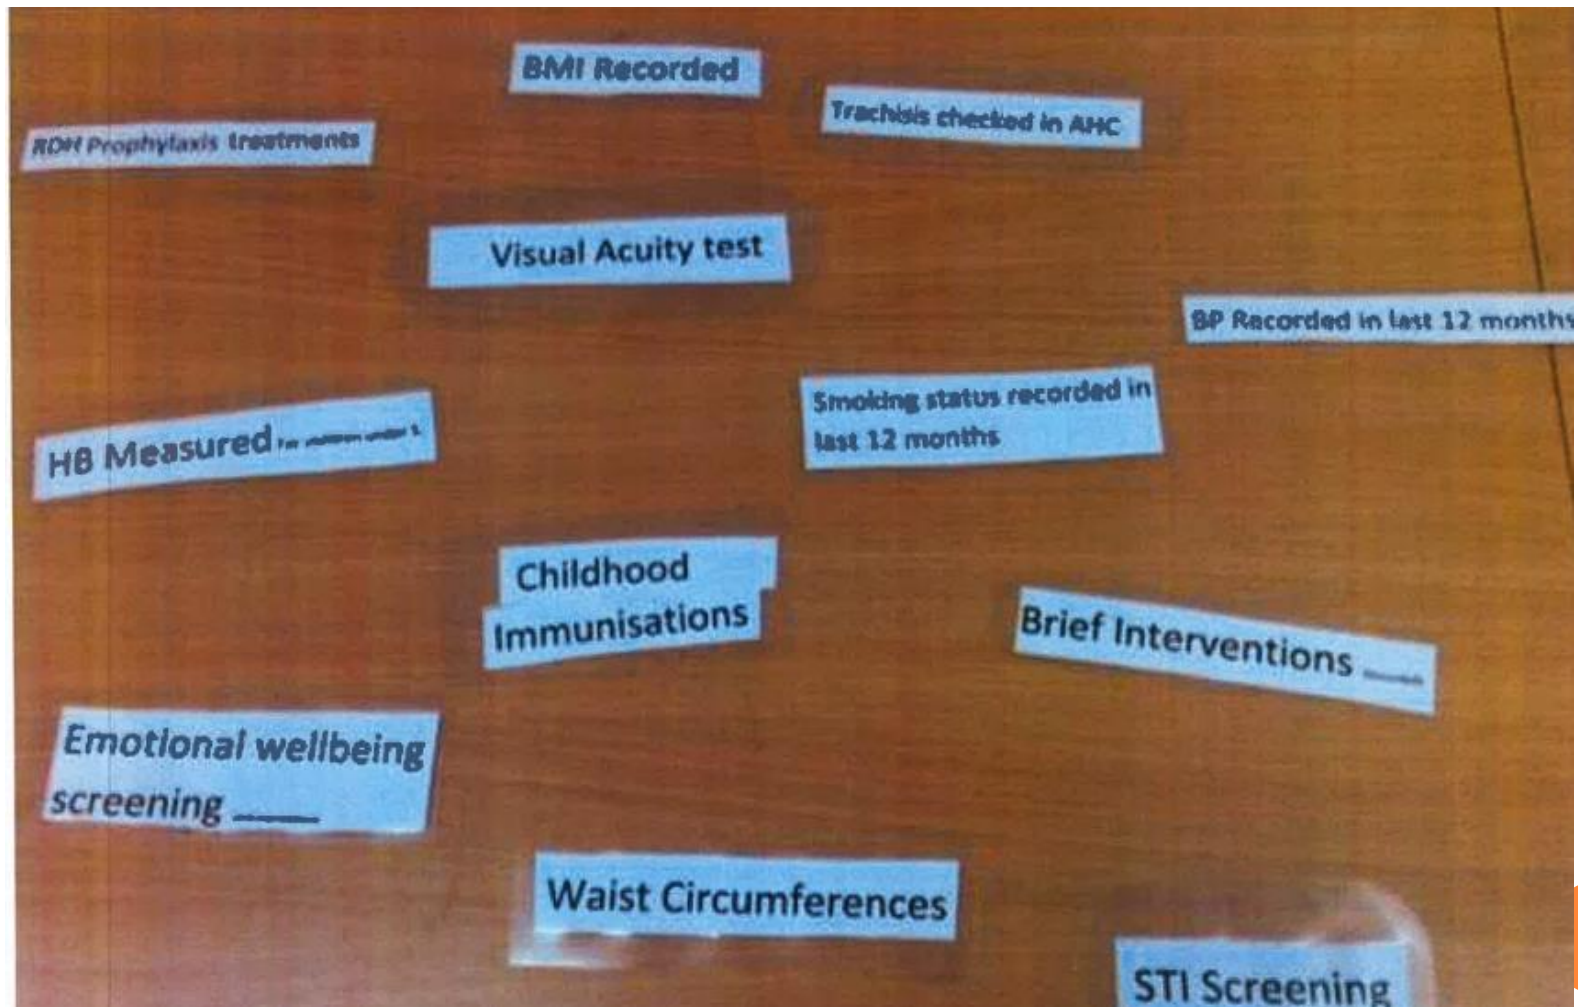 BMI Recorded
Trachisis checked in AHC
RDH Prophylaxis treatments
Visual Acuity test
BP Recorded in last 12 months
Smoking status recorded in
last 12 months
HB Measured
Childhood
Immunisations
Brief Interventions
Emotional wellbeing
screening
Waist Circumferences
STI Screening